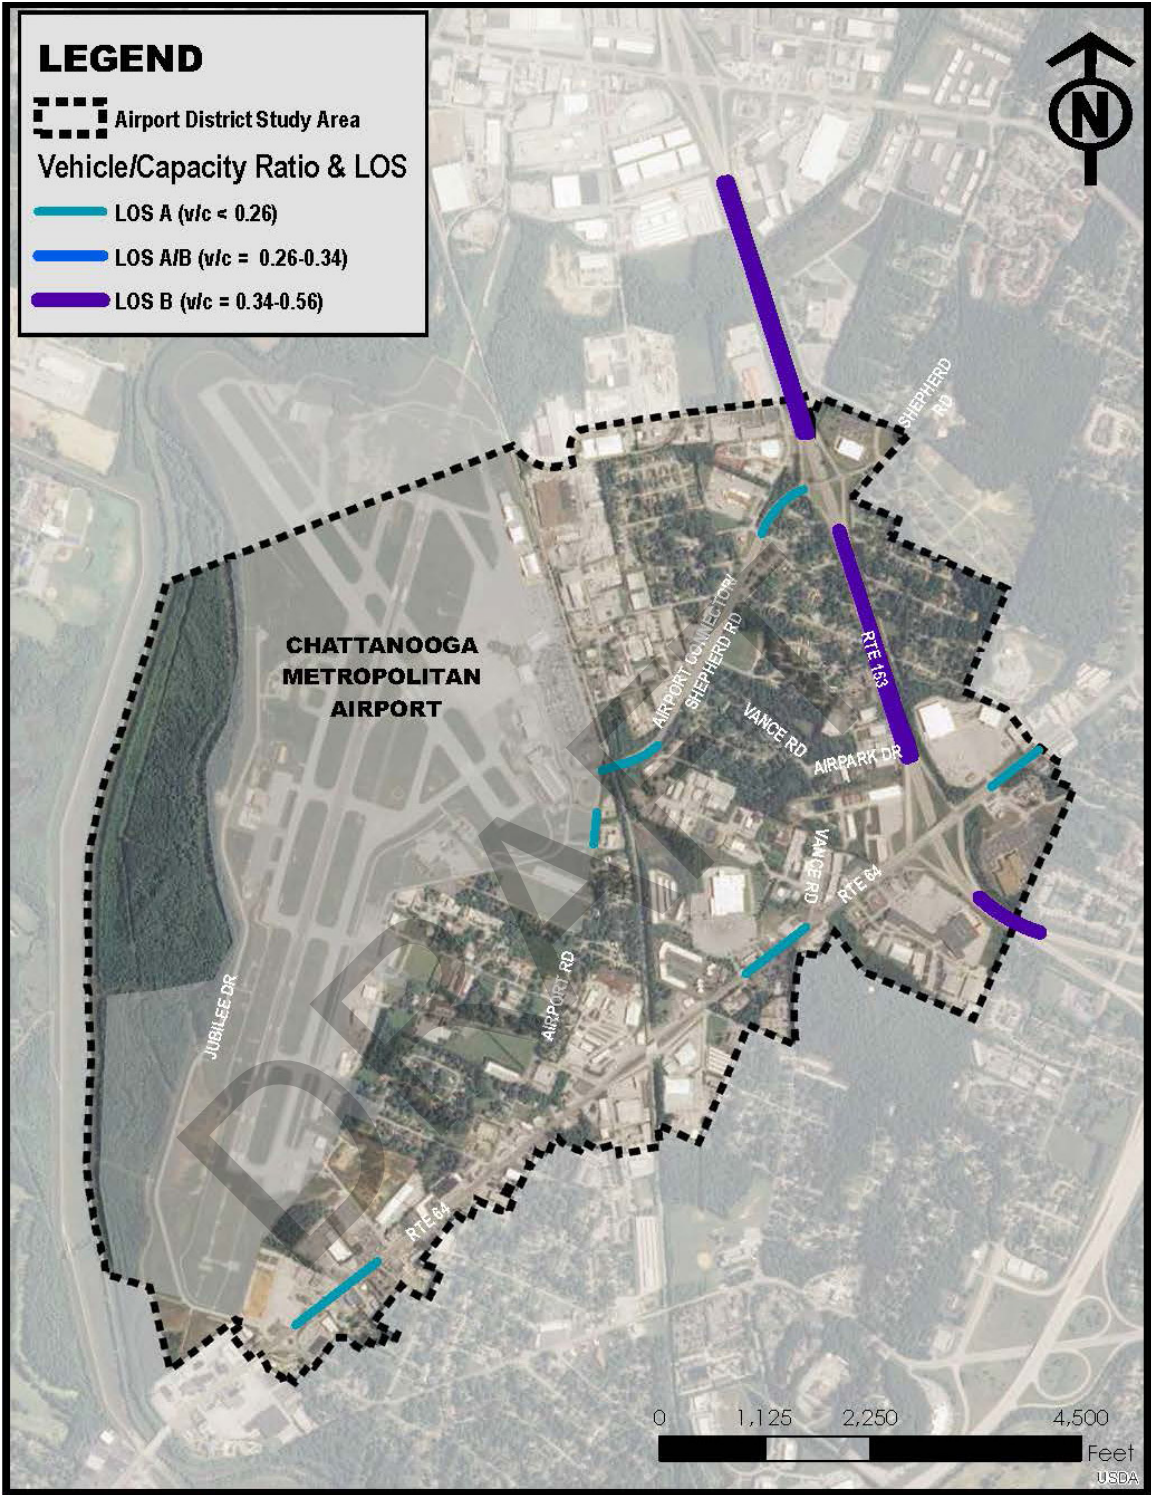 LEGEND
Airport District Study Area
Vehicle/Capacity Ratio & LOS
LOS A (v/c < 0.26)
LOS A/B (v/c = 0.26-0.34)
LOS B (v/c = 0.34-0.56)
N
SHEPHERD
RD
CHATTANOOGA
METROPOLITAN
AIRPORT
AIRPORT CONNECTOR/
SHEPHERD RD
RTE 153
VANCE RD
AIRPARK DR
VANCE RD
RTE 64
AIRPORT RD
JUBILEE DR
RTE 64
DRAFT
0 1,125 2,250 4,500
Feet
USDA